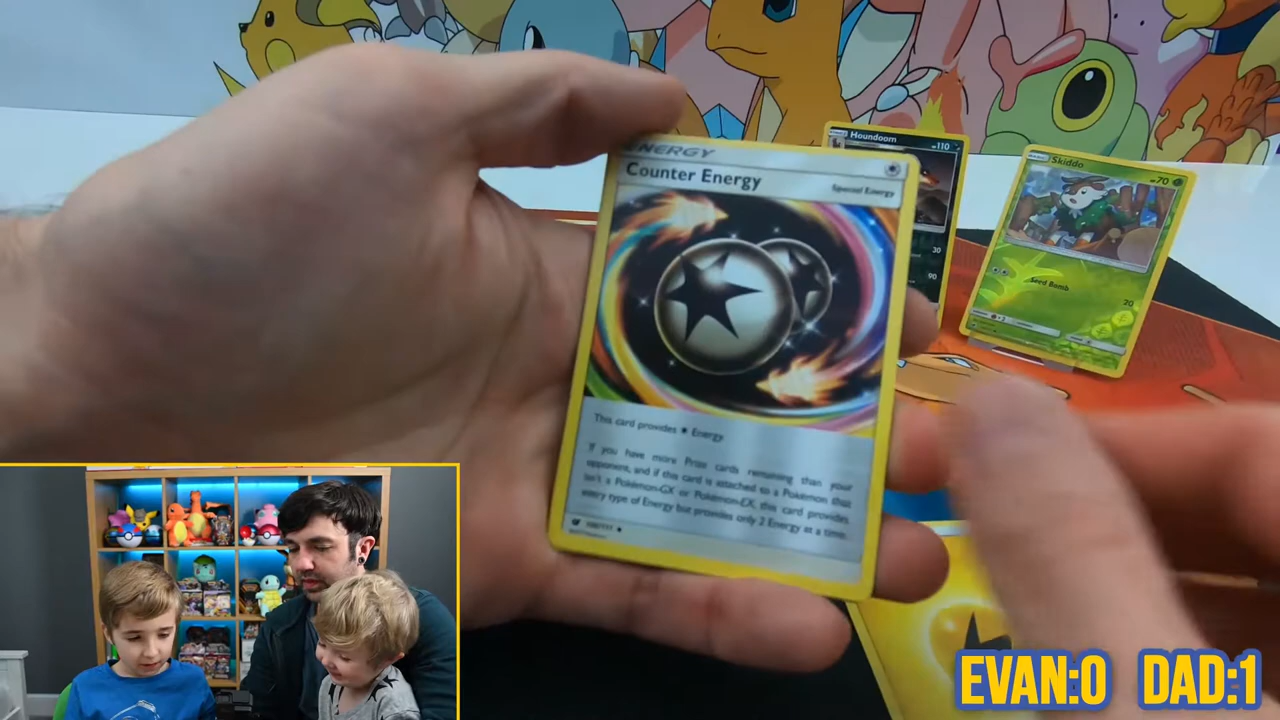 ENERGY
Counter Energy
Special Energy
This card provides Energy
If you have more Prize cards remaining than your
opponent, and if this card is attached to a Pokémon that
isn't a Pokémon-GX or Pokémon-EX, this card provides
every type of Energy but provides only 2 Energy at a time.
Houndoom
110
30
90
Skiddo
70
Seed Bomb
20
EVAN:0 DAD:1